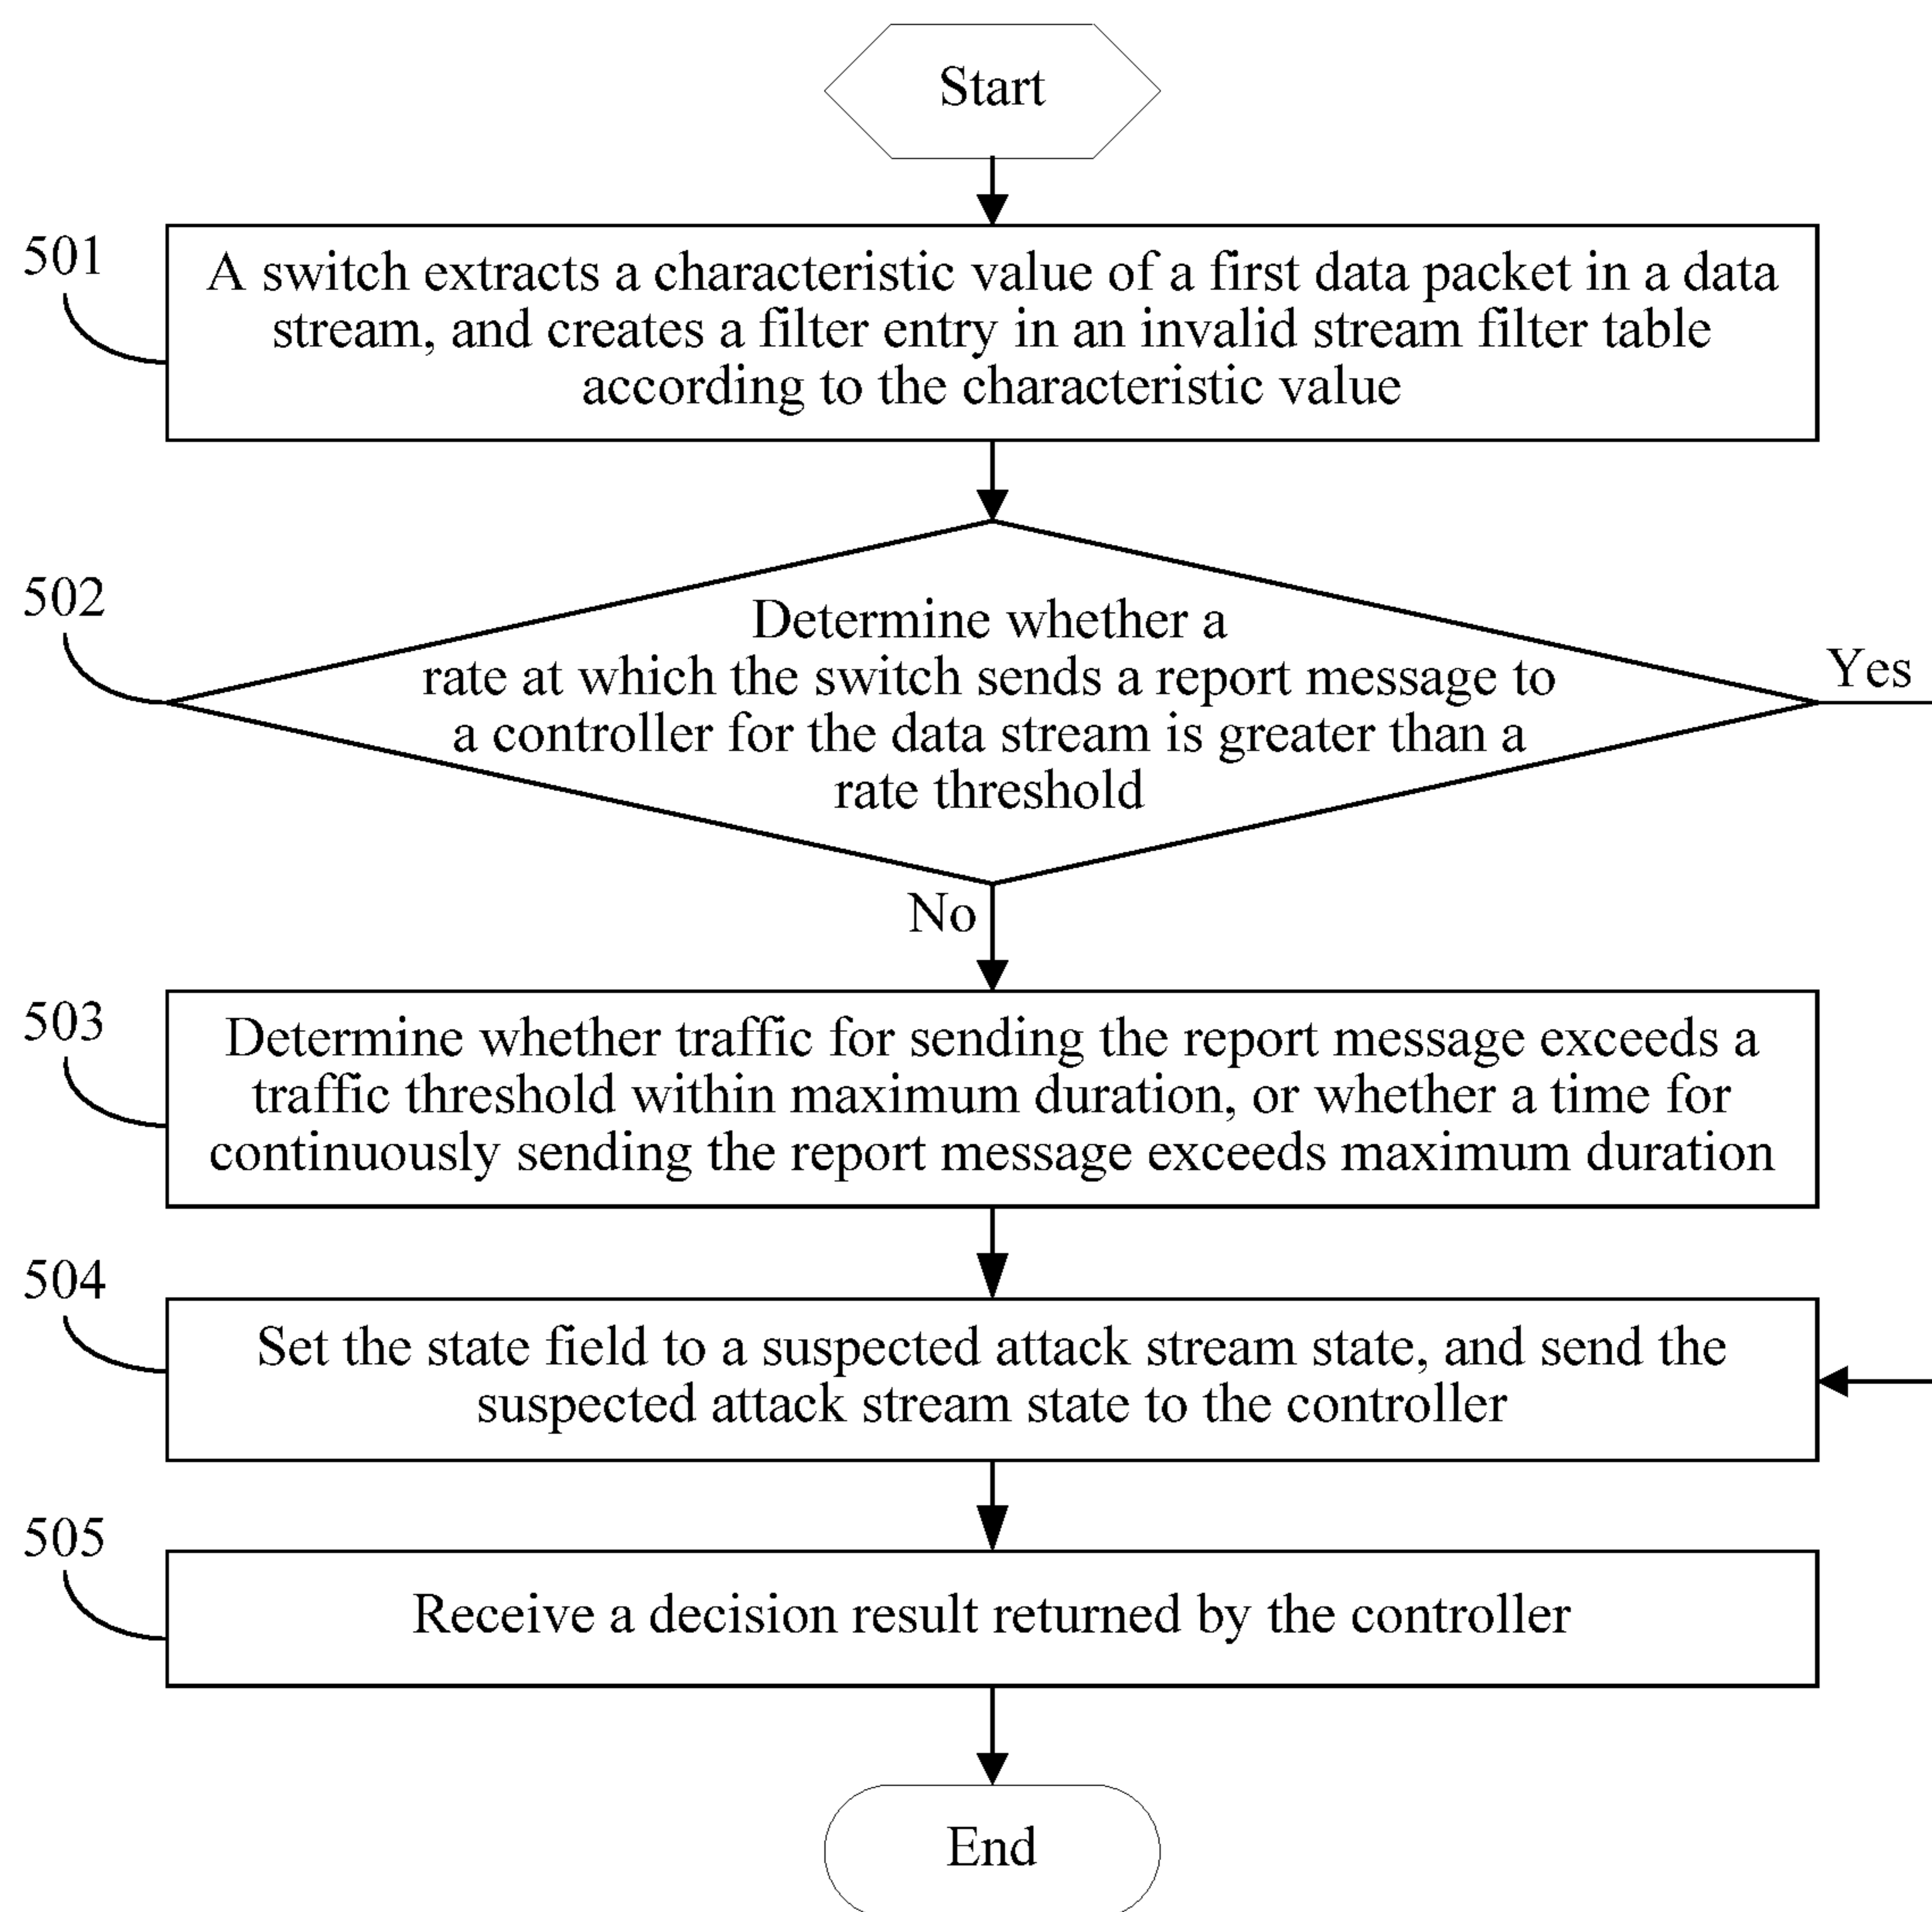 Start
501
A switch extracts a characteristic value of a first data packet in a data
stream, and creates a filter entry in an invalid stream filter table
according to the characteristic value
502
Determine whether a
rate at which the switch sends a report message to
a controller for the data stream is greater than a
rate threshold
Yes
No
503
Determine whether traffic for sending the report message exceeds a
traffic threshold within maximum duration, or whether a time for
continuously sending the report message exceeds maximum duration
504
Set the state field to a suspected attack stream state, and send the
suspected attack stream state to the controller
505
Receive a decision result returned by the controller
End